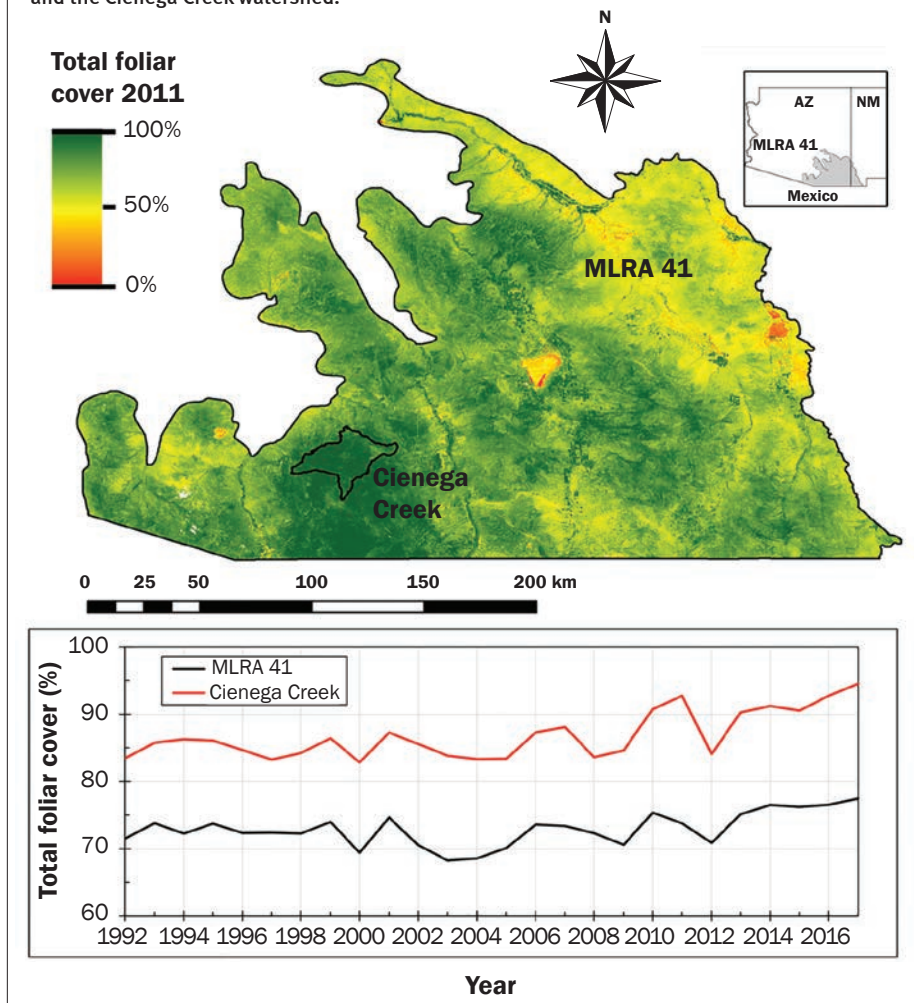 and the Cienega Creek watershed.
N
Total foliar
cover 2011
100%
50%
0%
AZ
NM
MLRA 41
Mexico
MLRA 41
Cienega
Creek
0 25 50 100 150 200 km
100
90
80
70
60
Total foliar cover (%)
MLRA 41
Cienega Creek
1992 1994 1996 1998 2000 2002 2004 2006 2008 2010 2012 2014 2016
Year